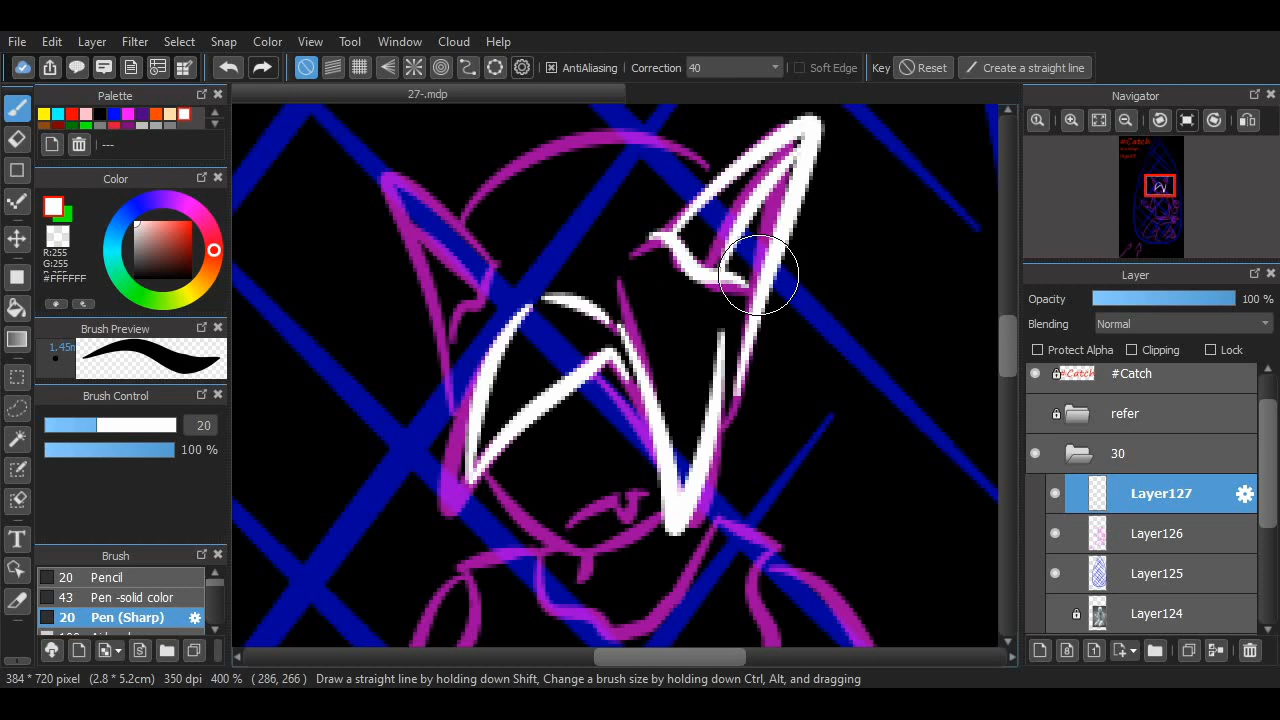 File Edit Layer Filter Select Snap Color View Tool Window Cloud Help
AntiAliasing Correction 40 Soft Edge Key Reset Create a straight line
Palette
27-.mdp
Navigator
---
Color
R:255
G:255
#FFFFFF
#Catch
Brush Preview
Layer
Opacity 100 %
Blending Normal
Protect Alpha Clipping Lock
#Catch #Catch
refer
30
Layer127
Layer126
Layer125
Layer124
Brush Control
20
100 %
Brush
20 Pencil
43 Pen -solid color
20 Pen (Sharp)
T
384 * 720 pixel (2.8 * 5.2cm) 350 dpi 400 % ( 286, 266 ) Draw a straight line by holding down Shift, Change a brush size by holding down Ctrl, Alt, and dragging